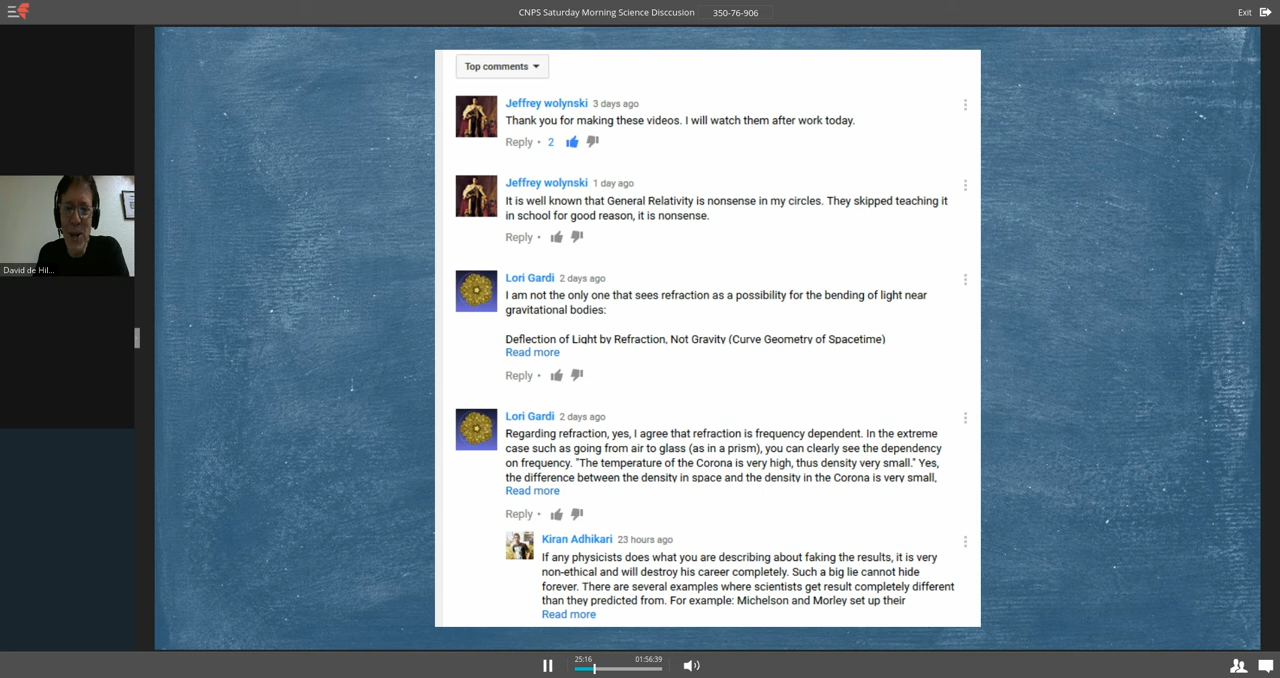 CNPS Saturday Morning Science Disccusion
350-76-906
Exit
David de Hil...
Top comments
Jeffrey wolynski 3 days ago
Thank you for making these videos. I will watch them after work today.
Reply • 2
Jeffrey wolynski 1 day ago
It is well known that General Relativity is nonsense in my circles. They skipped teaching it
in school for good reason, it is nonsense.
Reply •
Lori Gardi 2 days ago
I am not the only one that sees refraction as a possibility for the bending of light near
gravitational bodies:
Deflection of Light by Refraction, Not Gravity (Curve Geometry of Spacetime)
Read more
Reply •
Lori Gardi 2 days ago
Regarding refraction, yes, I agree that refraction is frequency dependent. In the extreme
case such as going from air to glass (as in a prism), you can clearly see the dependency
on frequency. "The temperature of the Corona is very high, thus density very small." Yes,
the difference between the density in space and the density in the Corona is very small,
Read more
Reply •
Kiran Adhikari 23 hours ago
If any physicists does what you are describing about faking the results, it is very
non-ethical and will destroy his career completely. Such a big lie cannot hide
forever. There are several examples where scientists get result completely different
than they predicted from. For example: Michelson and Morley set up their
Read more
25:16
01:56:39